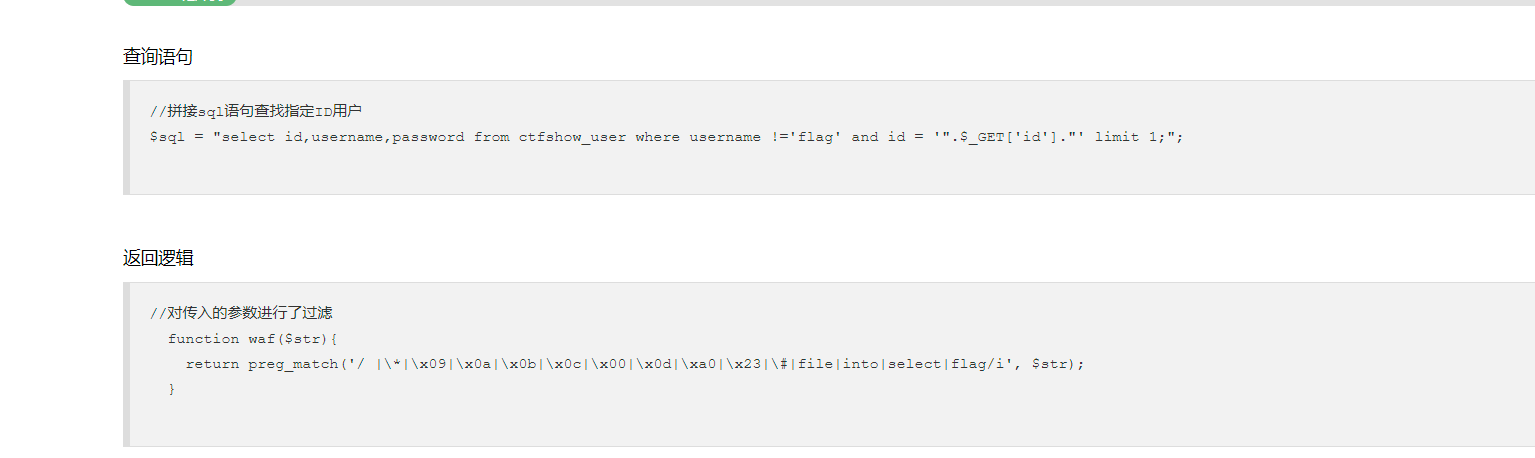 查询语句
//拼接sql语句查找指定ID用户
$sql = "select id,username,password from ctfshow_user where username !='flag' and id = '".$_GET['id']."' limit 1;";
返回逻辑
//对传入的参数进行了过滤
function waf($str){
return preg_match('/ |\*|\x09|\x0a|\x0b|\x0c|\x00|\x0d|\xa0|\x23|\#|file|into|select|flag/i', $str);
}